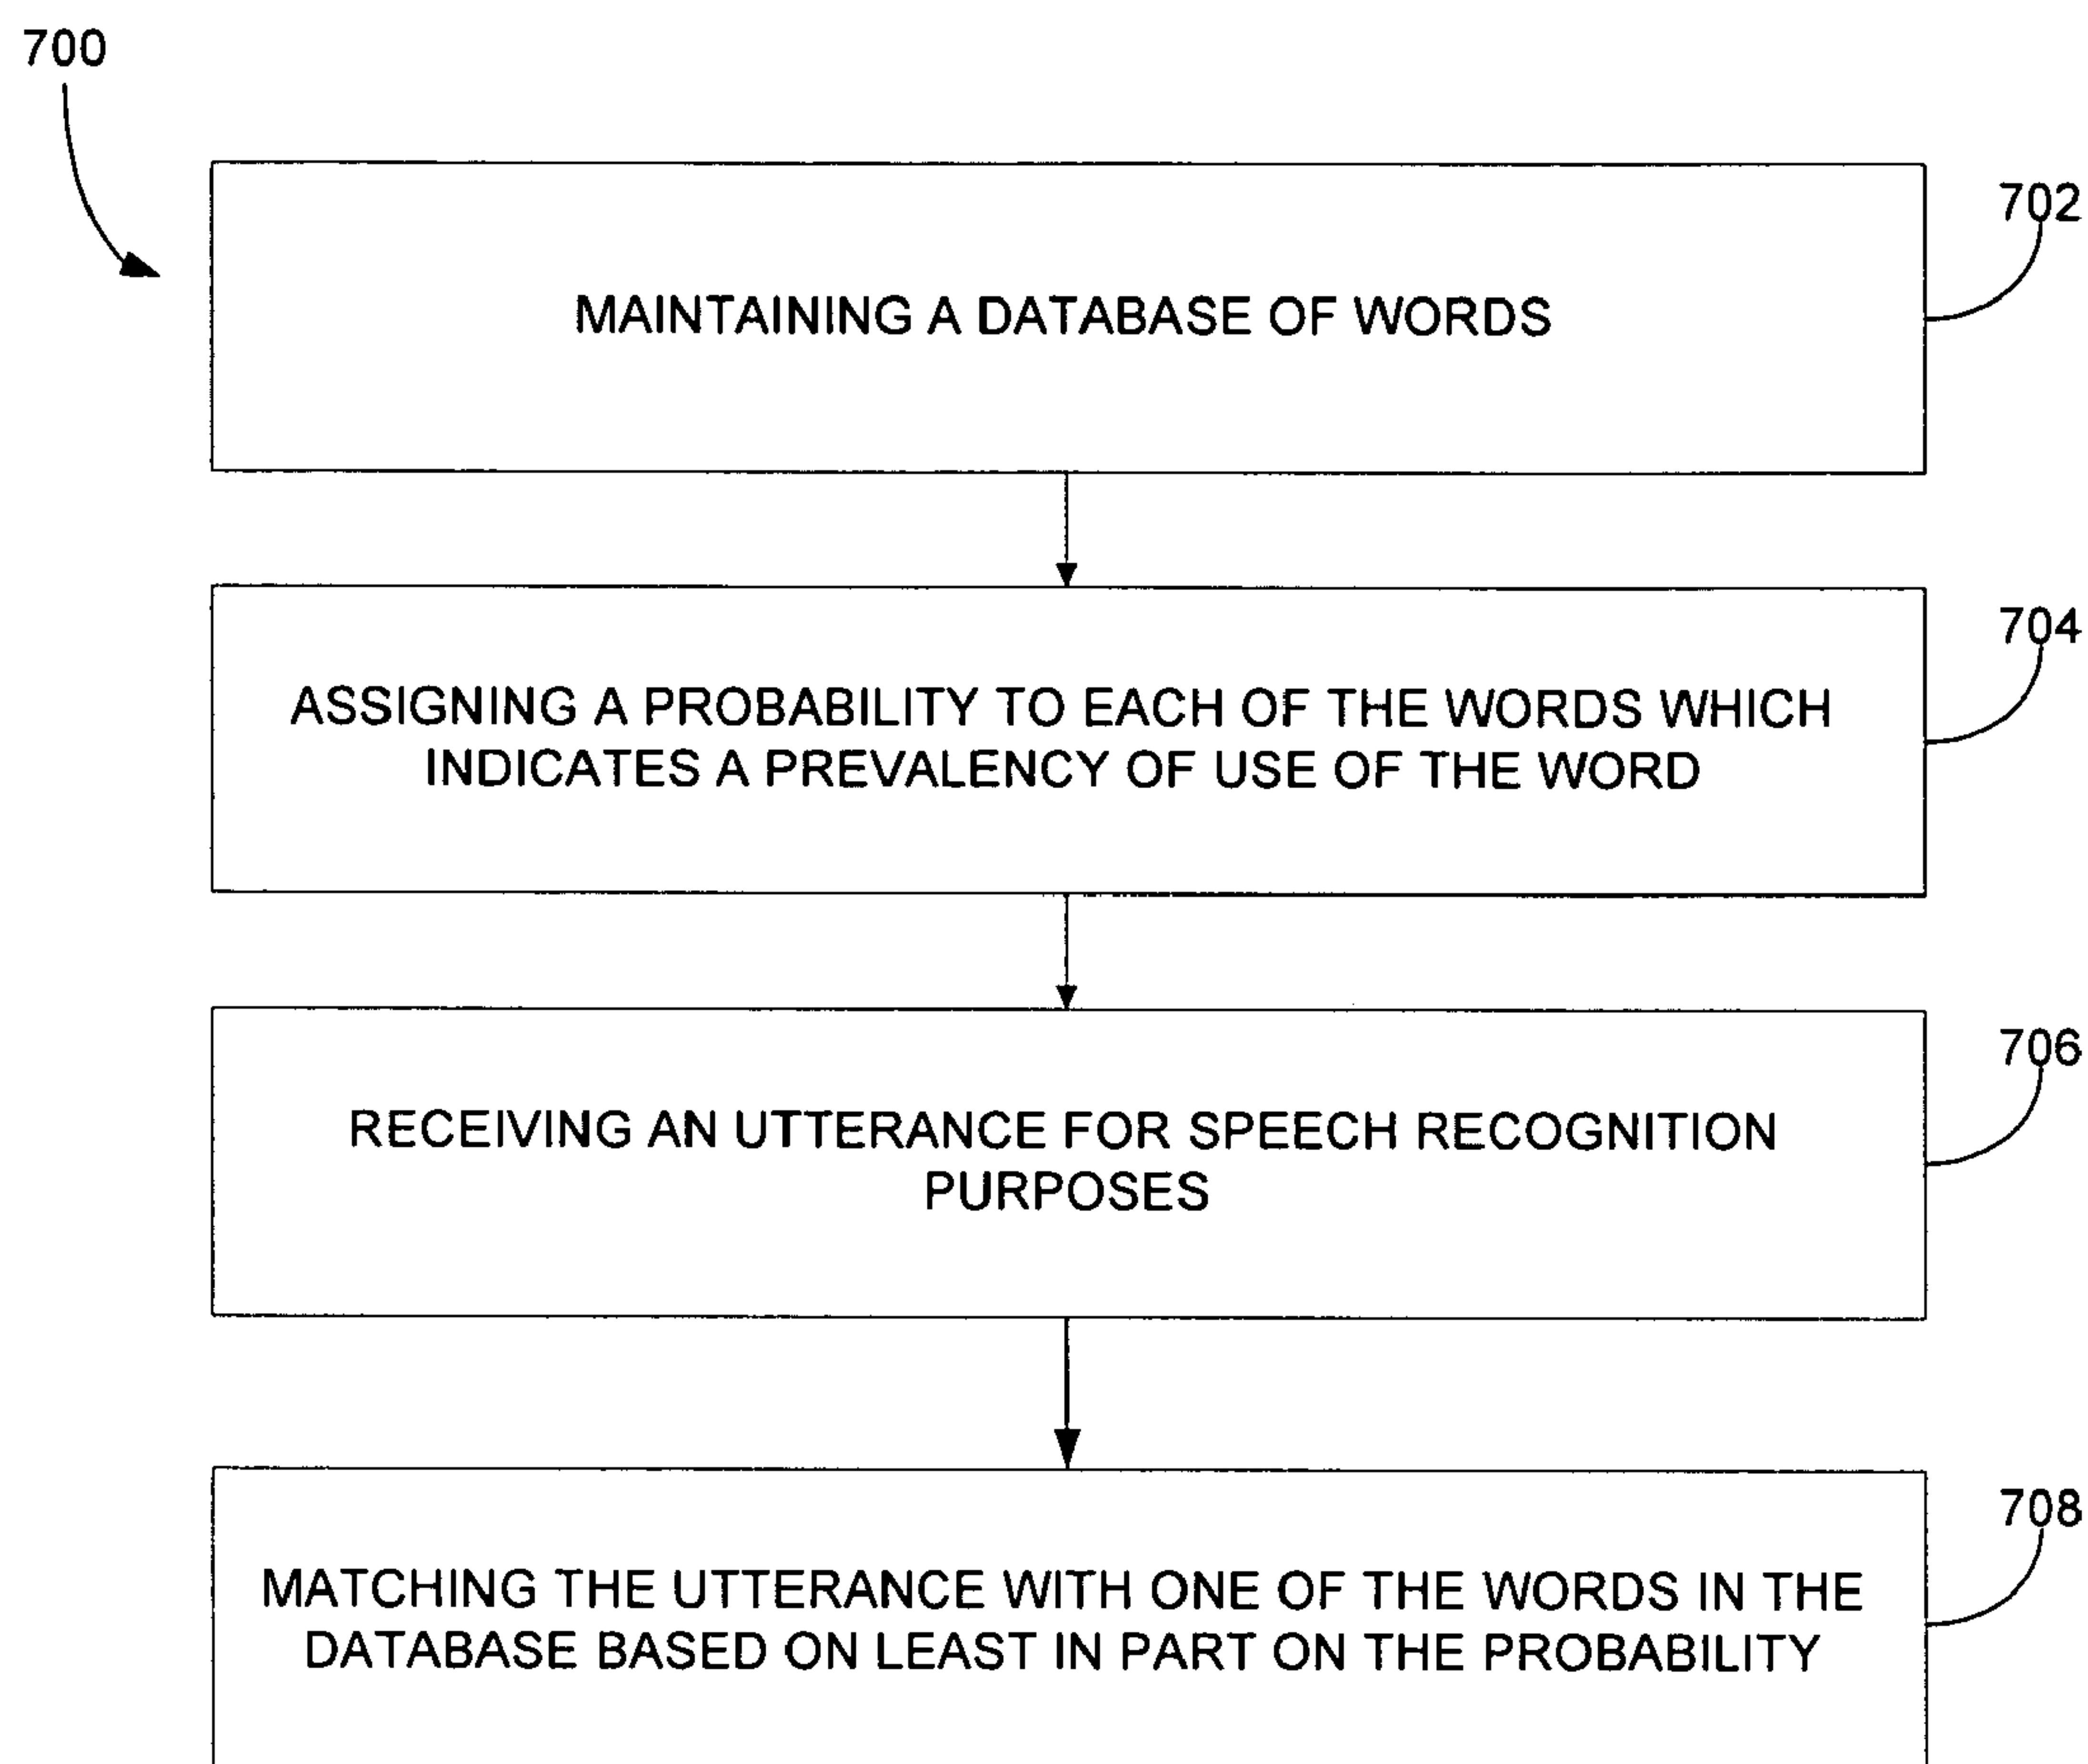 700
702
MAINTAINING A DATABASE OF WORDS
704
ASSIGNING A PROBABILITY TO EACH OF THE WORDS WHICH
INDICATES A PREVALENCY OF USE OF THE WORD
706
RECEIVING AN UTTERANCE FOR SPEECH RECOGNITION
PURPOSES
708
MATCHING THE UTTERANCE WITH ONE OF THE WORDS IN THE
DATABASE BASED ON LEAST IN PART ON THE PROBABILITY